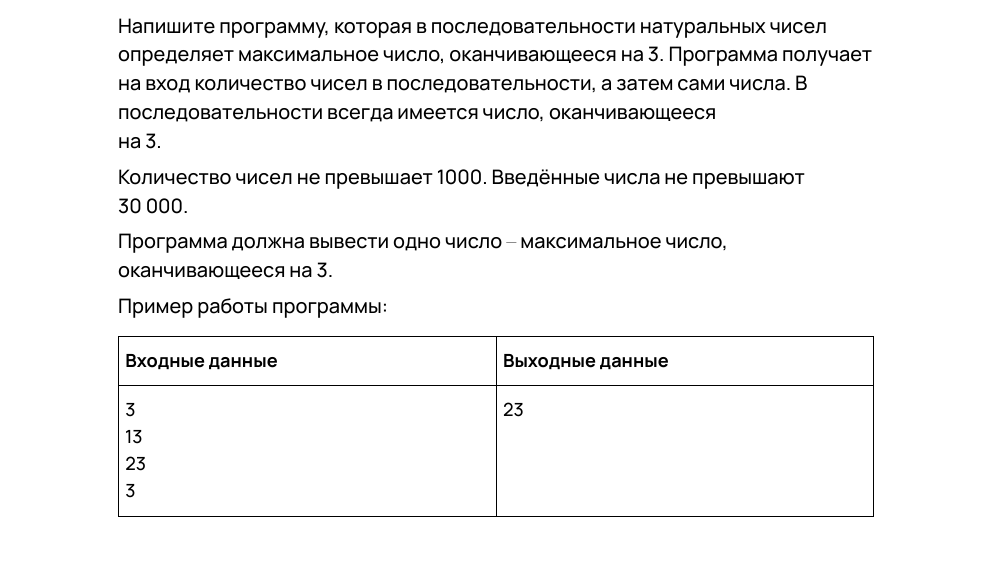 Напишите программу, которая в последовательности натуральных чисел
определяет максимальное число, оканчивающееся на 3. Программа получает
на вход количество чисел в последовательности, а затем сами числа. В
последовательности всегда имеется число, оканчивающееся
на 3.
Количество чисел не превышает 1000. Введённые числа не превышают
30 000.
Программа должна вывести одно число – максимальное число,
оканчивающееся на 3.
Пример работы программы:
Входные данные Выходные данные
3 23
13
23
3